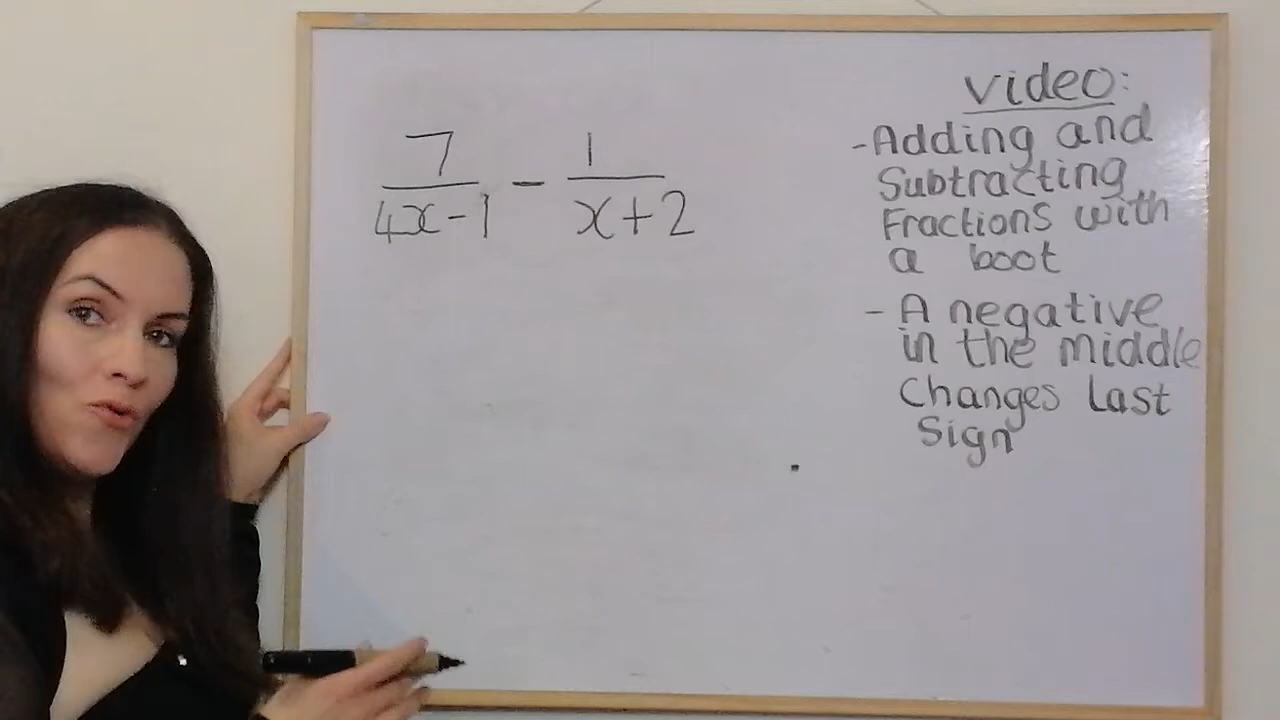 7/(4x-1) - 1/(x+2)
video:
-Adding and
Subtracting
Fractions with
a boot
- A negative
in the middle
Changes Last
Sign